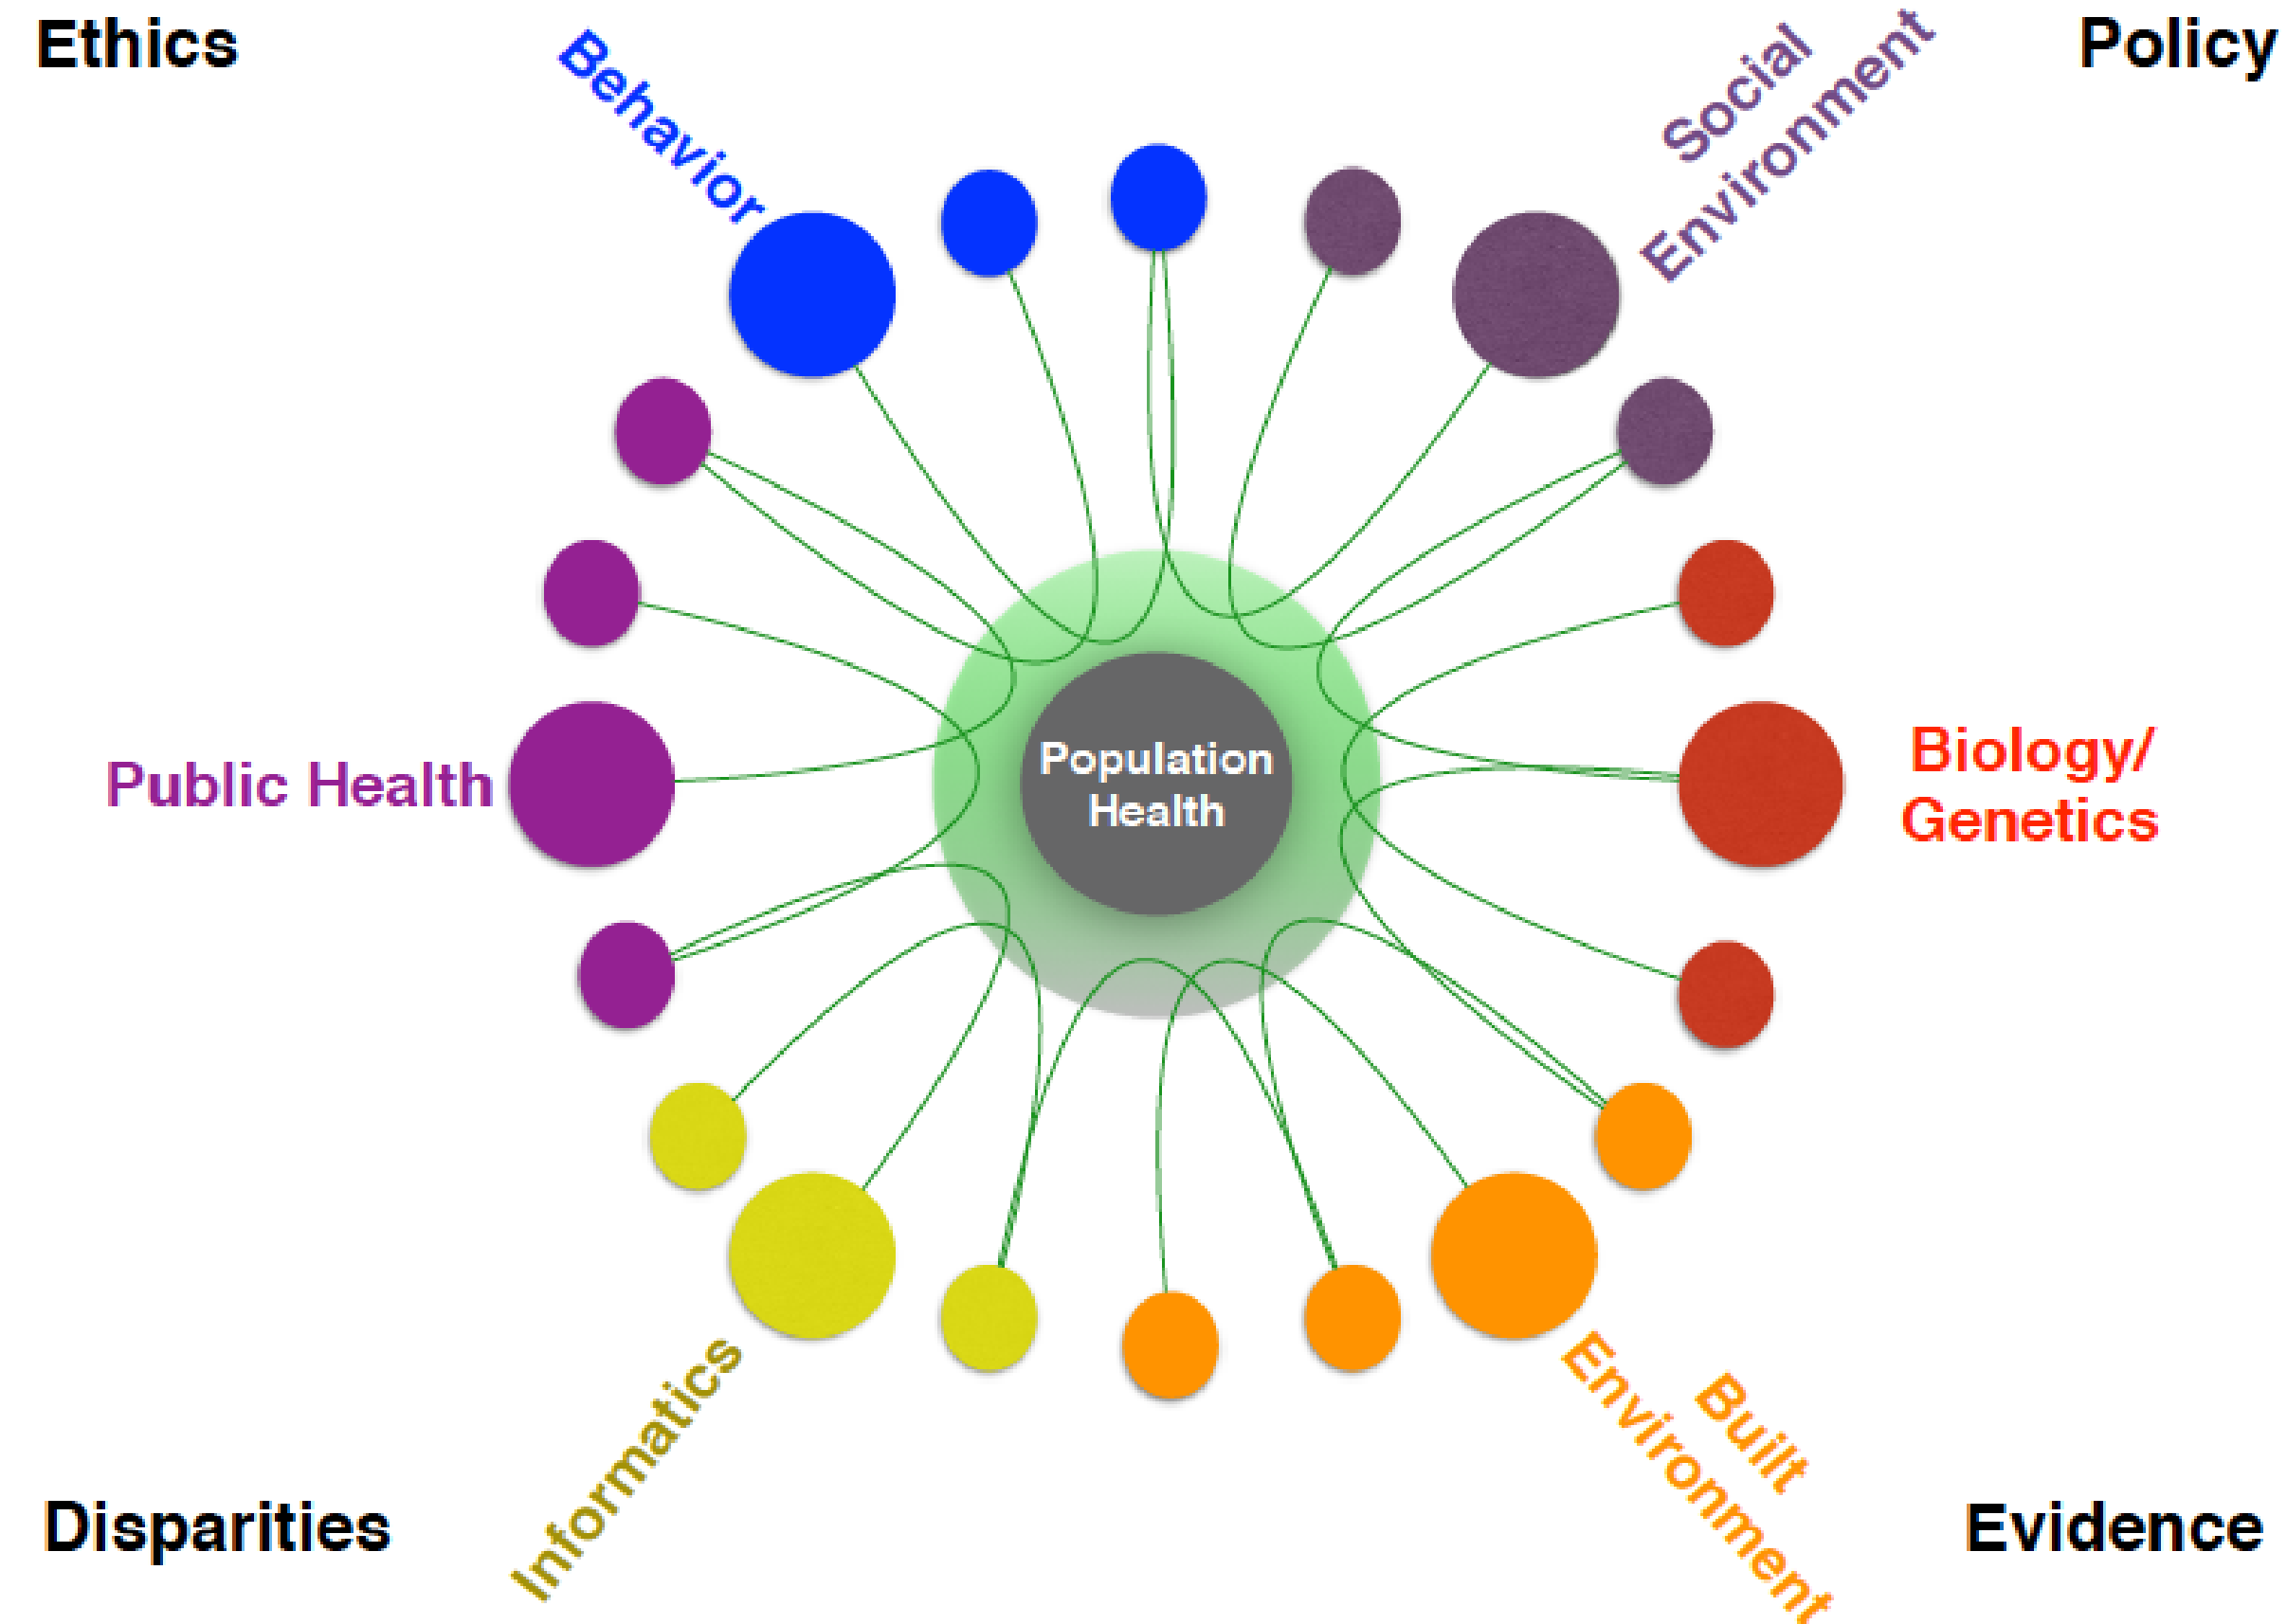 Ethics
Policy
Behavior
Social
Environment
Population
Health
Public Health
Biology/
Genetics
Informatics
Built
Environment
Disparities
Evidence